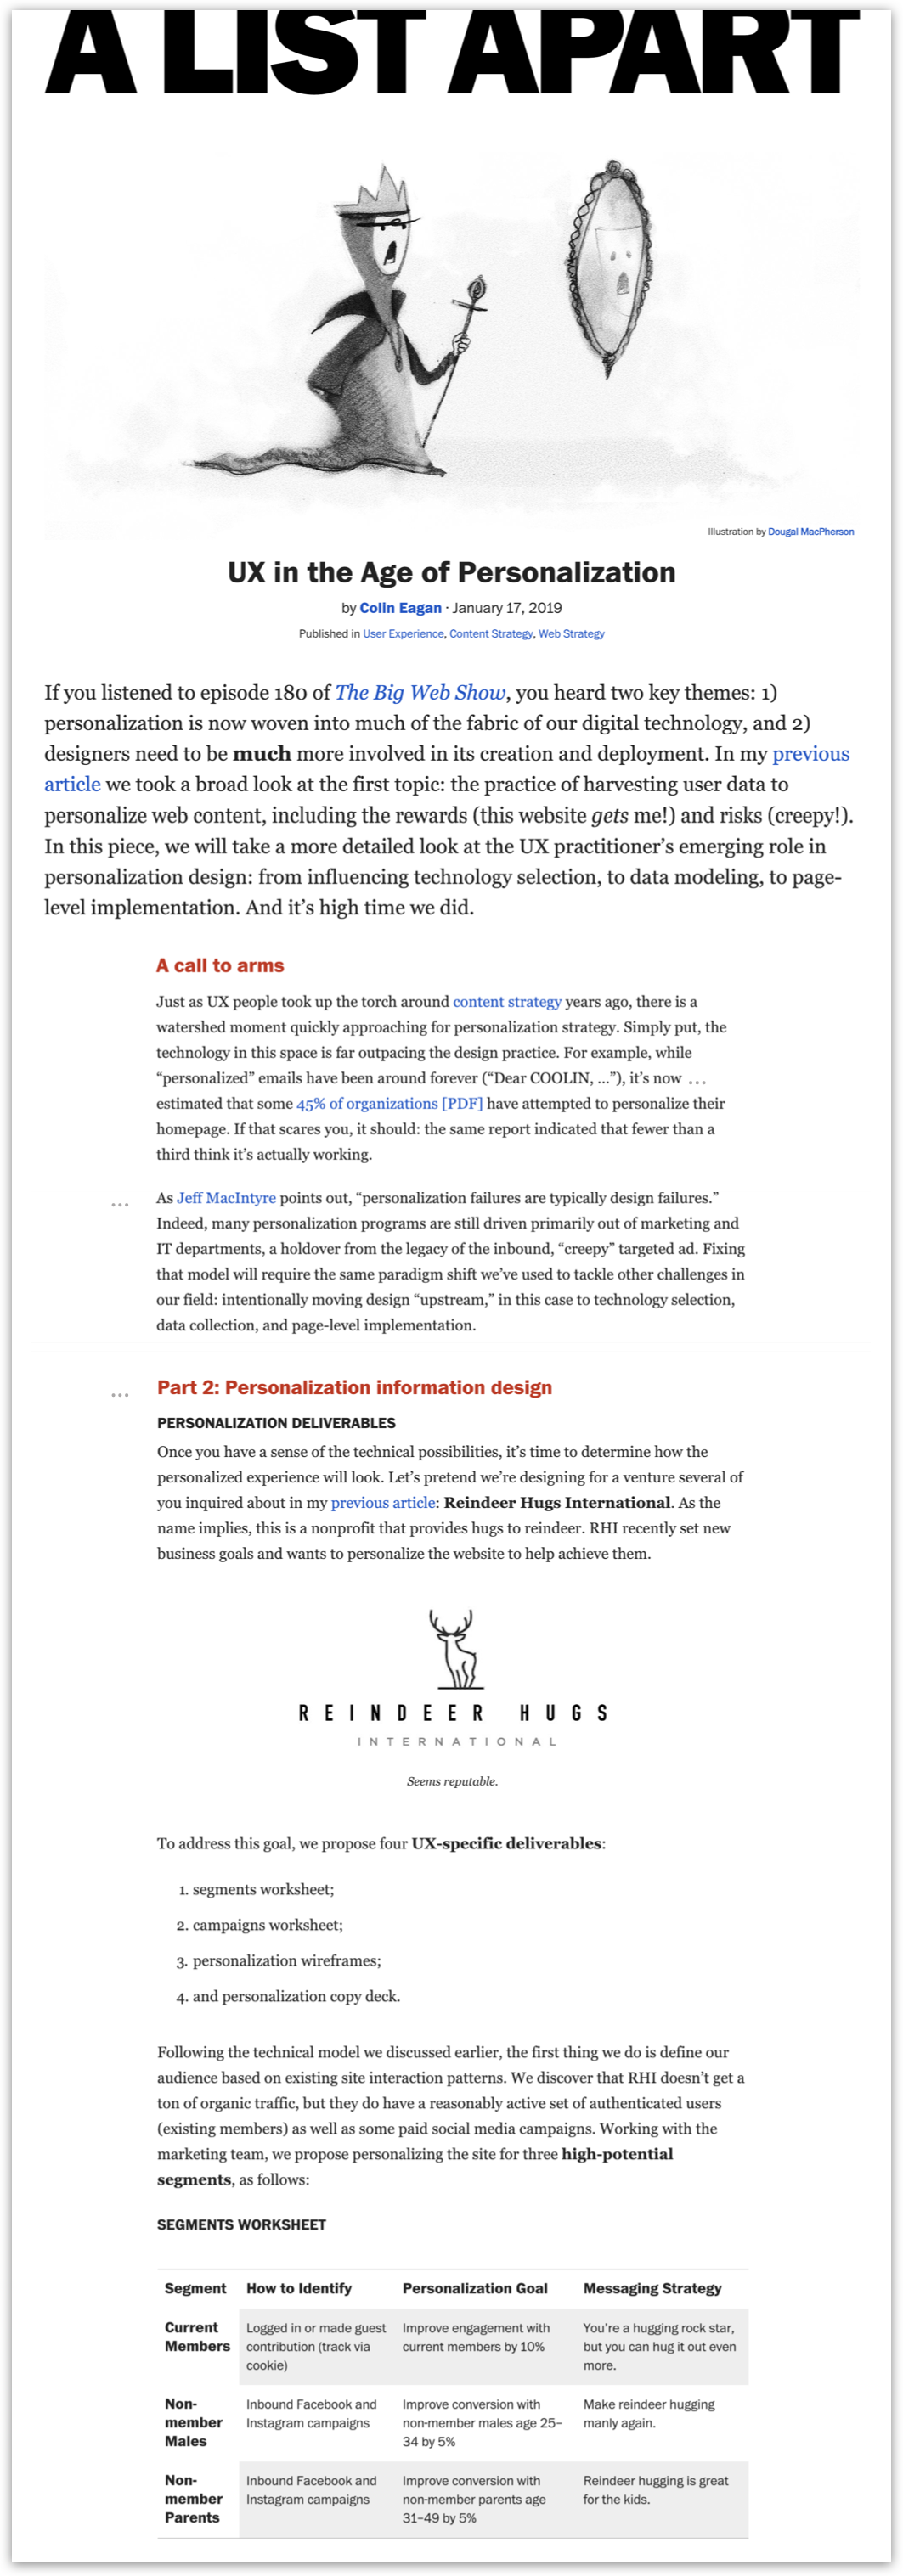 A LIST APART
Illustration by Dougal MacPherson
UX in the Age of Personalization
by Colin Eagan · January 17, 2019
Published in User Experience, Content Strategy, Web Strategy
If you listened to episode 180 of The Big Web Show, you heard two key themes: 1)
personalization is now woven into much of the fabric of our digital technology, and 2)
designers need to be much more involved in its creation and deployment. In my previous
article we took a broad look at the first topic: the practice of harvesting user data to
personalize web content, including the rewards (this website gets me!) and risks (creepy!).
In this piece, we will take a more detailed look at the UX practitioner’s emerging role in
personalization design: from influencing technology selection, to data modeling, to page-
level implementation. And it’s high time we did.
A call to arms
Just as UX people took up the torch around content strategy years ago, there is a
watershed moment quickly approaching for personalization strategy. Simply put, the
technology in this space is far outpacing the design practice. For example, while
“personalized” emails have been around forever (“Dear COOLIN, …”), it’s now ...
estimated that some 45% of organizations [PDF] have attempted to personalize their
homepage. If that scares you, it should: the same report indicated that fewer than a
third think it’s actually working.
... As Jeff MacIntyre points out, “personalization failures are typically design failures.”
Indeed, many personalization programs are still driven primarily out of marketing and
IT departments, a holdover from the legacy of the inbound, “creepy” targeted ad. Fixing
that model will require the same paradigm shift we’ve used to tackle other challenges in
our field: intentionally moving design “upstream,” in this case to technology selection,
data collection, and page-level implementation.
... Part 2: Personalization information design
PERSONALIZATION DELIVERABLES
Once you have a sense of the technical possibilities, it’s time to determine how the
personalized experience will look. Let’s pretend we’re designing for a venture several of
you inquired about in my previous article: Reindeer Hugs International. As the
name implies, this is a nonprofit that provides hugs to reindeer. RHI recently set new
business goals and wants to personalize the website to help achieve them.
REINDEER HUGS
INTERNATIONAL
Seems reputable.
To address this goal, we propose four UX-specific deliverables:
1. segments worksheet;
2. campaigns worksheet;
3. personalization wireframes;
4. and personalization copy deck.
Following the technical model we discussed earlier, the first thing we do is define our
audience based on existing site interaction patterns. We discover that RHI doesn’t get a
ton of organic traffic, but they do have a reasonably active set of authenticated users
(existing members) as well as some paid social media campaigns. Working with the
marketing team, we propose personalizing the site for three high-potential
segments, as follows:
SEGMENTS WORKSHEET
Segment How to Identify Personalization Goal Messaging Strategy
Current Logged in or made guest Improve engagement with You’re a hugging rock star,
Members contribution (track via current members by 10% but you can hug it out even
cookie) more.
Non- Inbound Facebook and Improve conversion with Make reindeer hugging
member Instagram campaigns non-member males age 25– manly again.
Males 34 by 5%
Non- Inbound Facebook and Improve conversion with Reindeer hugging is great
member Instagram campaigns non-member parents age for the kids.
Parents 31–49 by 5%